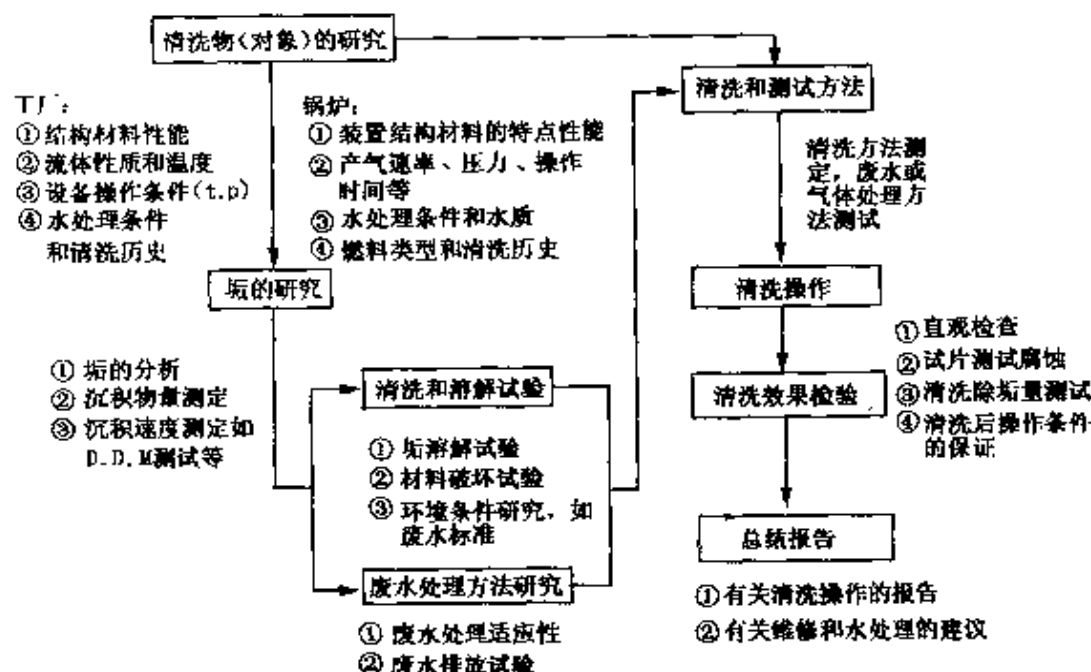 清洗物(对象)的研究
清洗和测试方法
工厂:
①结构材料性能
②流体性质和温度
③设备操作条件(t.p)
④水处理条件
和清洗历史
锅炉:
①装置结构材料的特点性能
②产气速率、压力、操作
时间等
③水处理条件和水质
④燃料类型和清洗历史
清洗方法测
定,废水或
气体处理方
法测试
垢的研究
清洗操作
①垢的分析
②沉积物量测定
③沉积速度测定如
D.D.M测试等
清洗和溶解试验
①垢溶解试验
②材料破坏试验
③环境条件研究,如
废水标准
清洗效果检验
①直观检查
②试片测试腐蚀
③清洗除垢量测试
④清洗后操作条件
的保证
废水处理方法研究
①废水处理适应性
②废水排放试验
总结报告
①有关清洗操作的报告
②有关维修和水处理的建议